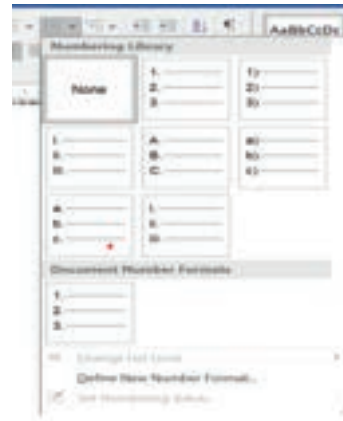 AaBbCcDc
Numbering Library
None
1.
2.
3.
1)
2)
3)
I.
II.
III.
A.
B.
C.
a)
b)
c)
a.
b.
c.
i.
ii.
iii.
Document Number Formats
1.
2.
3.
Change List Level
Define New Number Format...
Set Numbering Value...